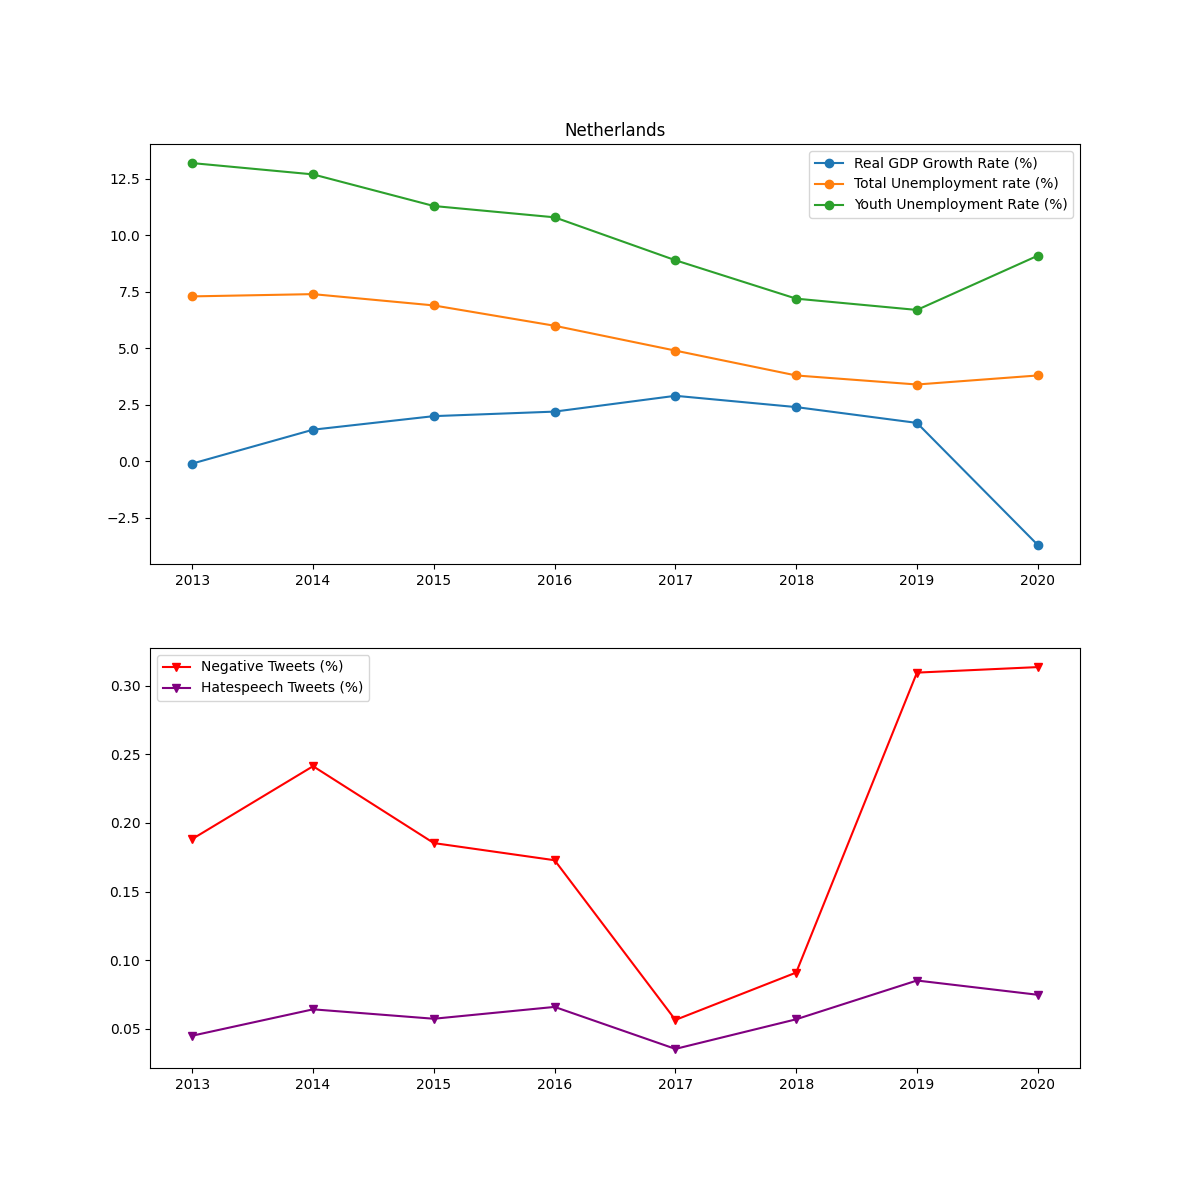 Netherlands
Real GDP Growth Rate (%)
Total Unemployment rate (%)
Youth Unemployment Rate (%)
12.5
10.0
7.5
5.0
2.5
0.0
−2.5
2013 2014 2015 2016 2017 2018 2019 2020
Negative Tweets (%)
Hatespeech Tweets (%)
0.30
0.25
0.20
0.15
0.10
0.05
2013 2014 2015 2016 2017 2018 2019 2020